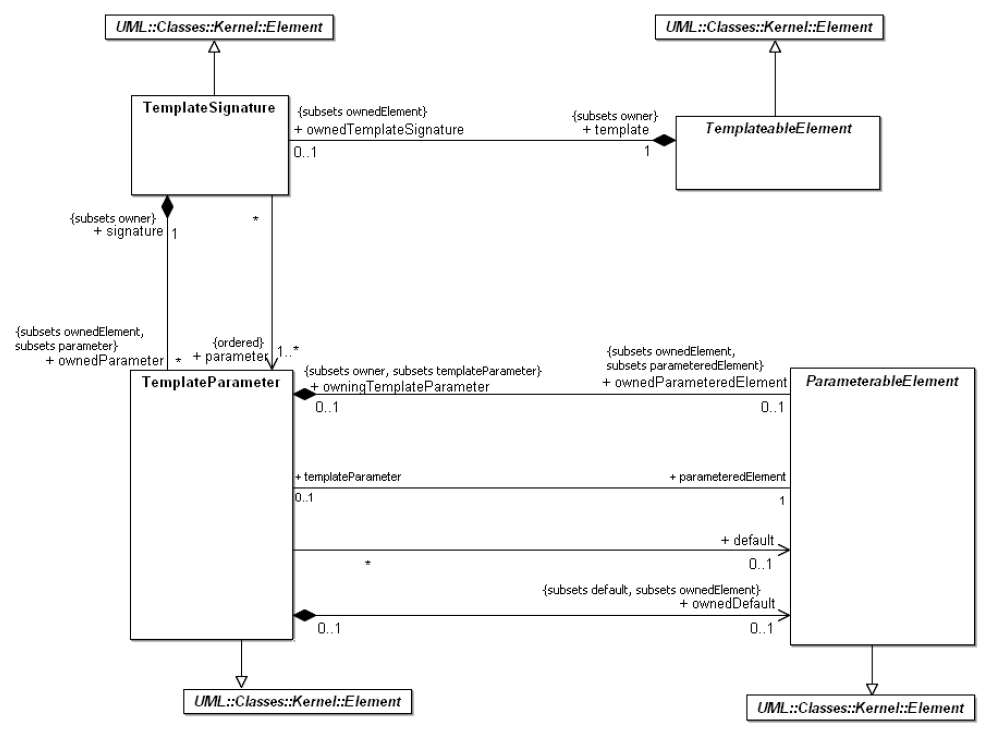 UML::Classes::Kernel::Element
UML::Classes::Kernel::Element
TemplateSignature
{subsets ownedElement}
+ ownedTemplateSignature
0..1
{subsets owner}
+ template
1
TemplateableElement
{subsets owner}
+ signature
1
*
{subsets ownedElement,
subsets parameter}
+ ownedParameter
*
{ordered}
+ parameter
1..*
TemplateParameter
{subsets owner, subsets templateParameter}
+ owningTemplateParameter
0..1
{subsets ownedElement,
subsets parameteredElement}
+ ownedParameteredElement
0..1
ParameterableElement
+ templateParameter
0..1
+ parameteredElement
1
*
+ default
0..1
{subsets default, subsets ownedElement}
+ ownedDefault
0..1
0..1
UML::Classes::Kernel::Element
UML::Classes::Kernel::Element